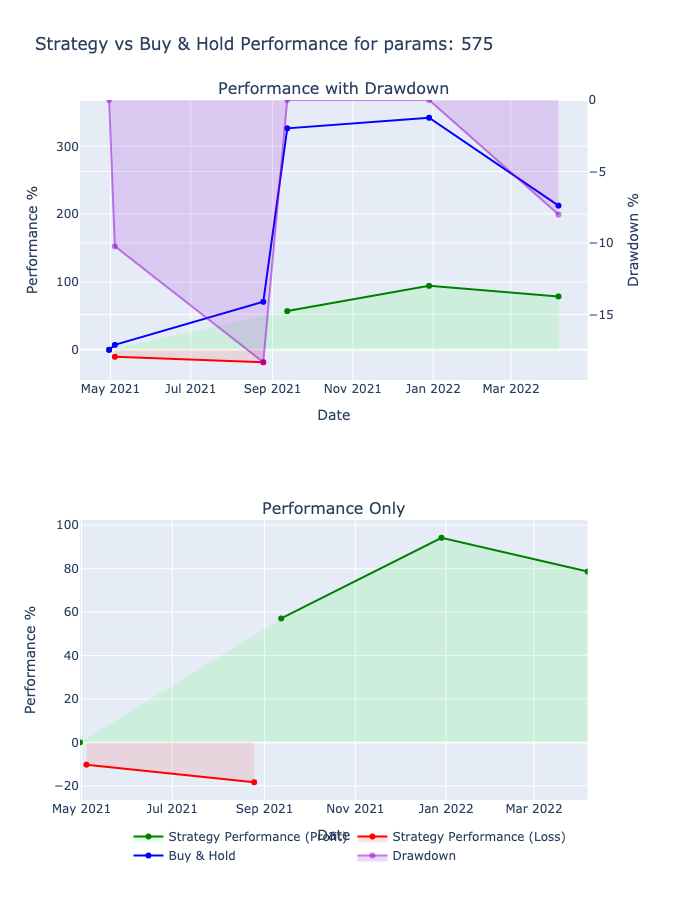 Strategy vs Buy & Hold Performance for params: 575
Performance with Drawdown
300
200
100
0
Performance %
0
−5
−10
−15
Drawdown %
May 2021 Jul 2021 Sep 2021 Nov 2021 Jan 2022 Mar 2022
Date
Performance Only
100
80
60
40
20
0
−20
Performance %
May 2021 Jul 2021 Sep 2021 Nov 2021 Jan 2022 Mar 2022
Date
Strategy Performance (Profit) Strategy Performance (Loss)
Buy & Hold Drawdown